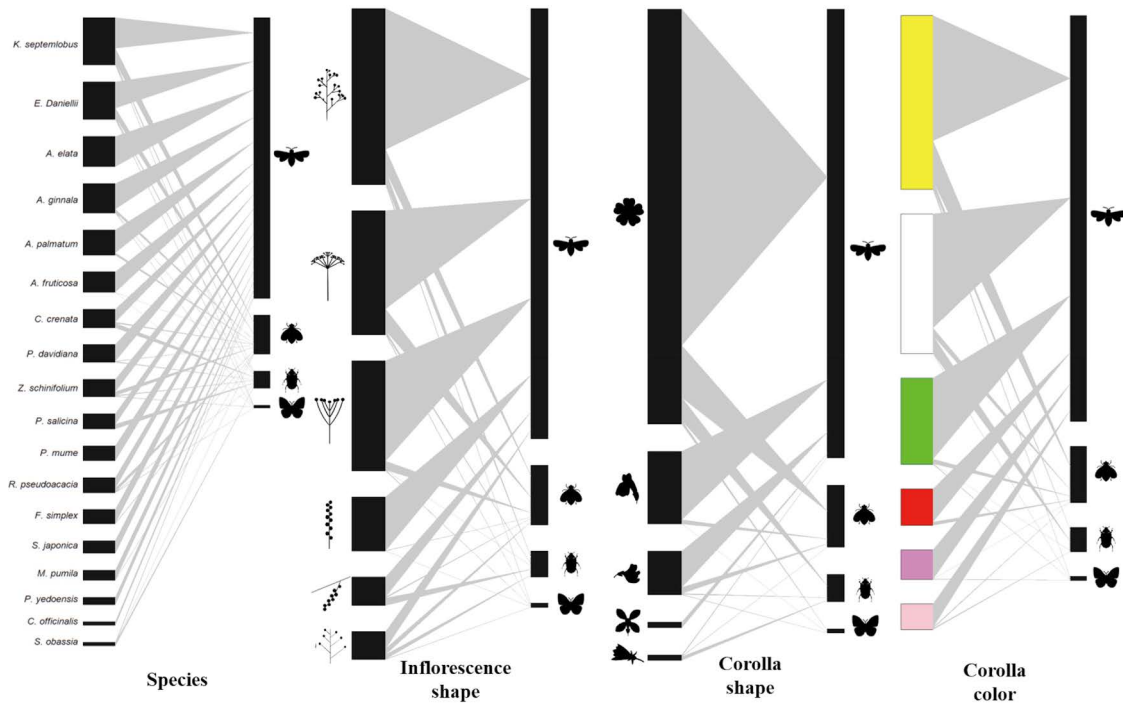 K. septemlobus
E. Daniellii
A. elata
A. ginnala
A. palmatum
A. fruticosa
C. crenata
P. davidiana
Z. schinifolium
P. salicina
P. mume
R. pseudoacacia
F. simplex
S. japonica
M. pumila
P. yedoensis
C. officinalis
S. obassia
Species
Inflorescence
shape
Corolla
shape
Corolla
color